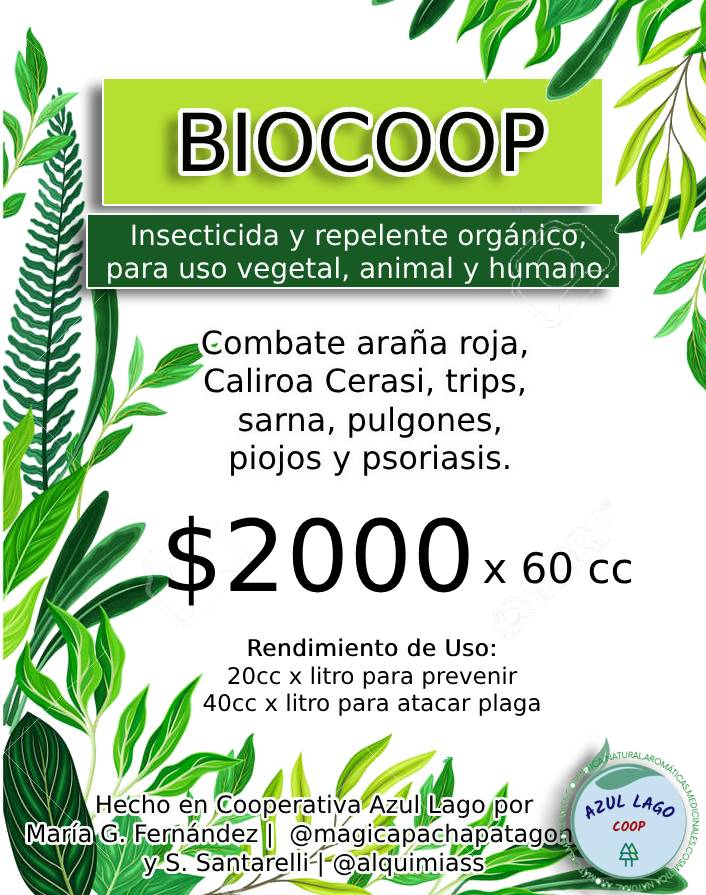 BIOCOOP
Insecticida y repelente orgánico,
para uso vegetal, animal y humano.
Combate araña roja,
Caliroa Cerasi, trips,
sarna, pulgones,
piojos y psoriasis.
$2000 x 60 cc
Rendimiento de Uso:
20cc x litro para prevenir
40cc x litro para atacar plaga
Hecho en Cooperativa Azul Lago por
María G. Fernández | @magicapachapatagon
y S. Santarelli | @alquimiass
AZUL LAGO
COOP